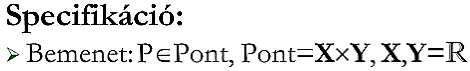 Specifikáció:
➢ Bemenet: P∈Pont, Pont=X×Y, X,Y=ℝ